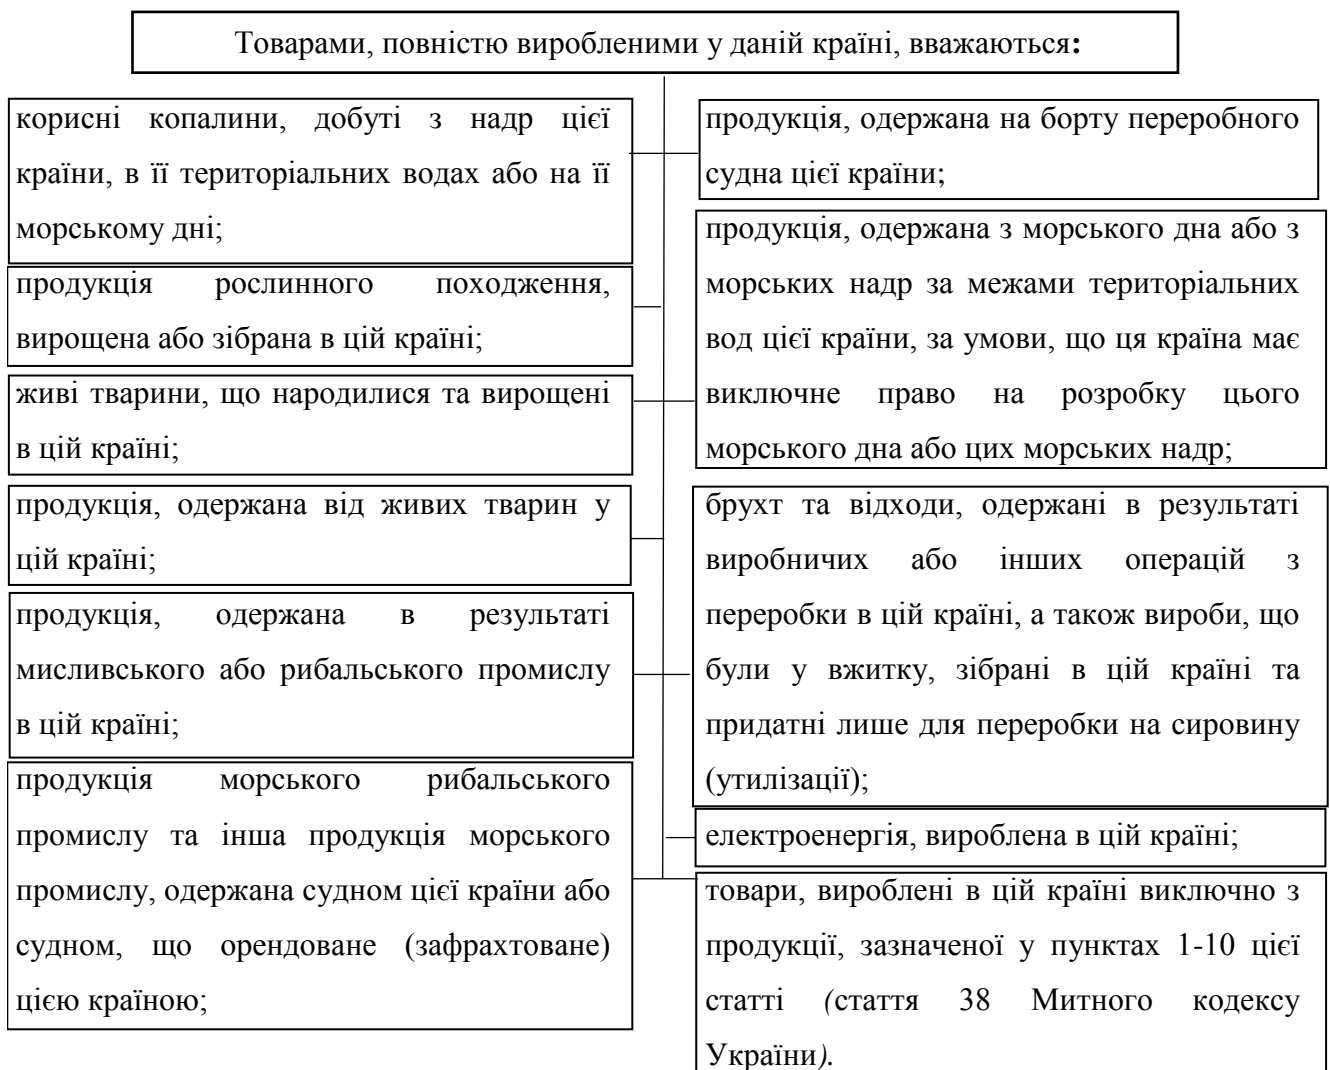 Товарами, повністю виробленими у даній країні, вважаються:
корисні копалини, добуті з надр цієї
країни, в її територіальних водах або на її
морському дні;
продукція рослинного походження,
вирощена або зібрана в цій країні;
живі тварини, що народилися та вирощені
в цій країні;
продукція, одержана від живих тварин у
цій країні;
продукція, одержана в результаті
мисливського або рибальського промислу
в цій країні;
продукція морського рибальського
промислу та інша продукція морського
промислу, одержана судном цієї країни або
судном, що орендоване (зафрахтоване)
цією країною;
продукція, одержана на борту переробного
судна цієї країни;
продукція, одержана з морського дна або з
морських надр за межами територіальних
вод цієї країни, за умови, що ця країна має
виключне право на розробку цього
морського дна або цих морських надр;
брухт та відходи, одержані в результаті
виробничих або інших операцій з
переробки в цій країні, а також вироби, що
були у вжитку, зібрані в цій країні та
придатні лише для переробки на сировину
(утилізації);
електроенергія, вироблена в цій країні;
товари, вироблені в цій країні виключно з
продукції, зазначеної у пунктах 1-10 цієї
статті (стаття 38 Митного кодексу
України).